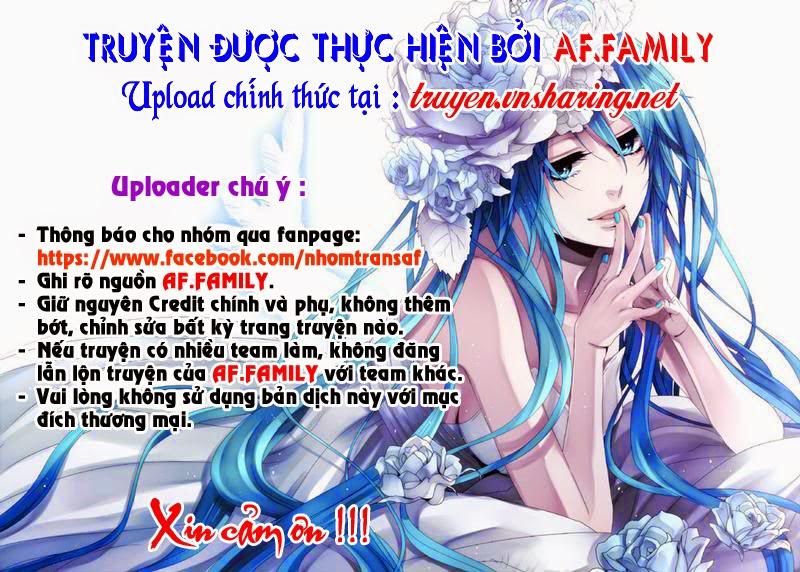 TRUYỆN ĐƯỢC THỰC HIỆN BỞI AF.FAMILY
Upload chính thức tại : truyen.vnsharing.net
Uploader chú ý :
- Thông báo cho nhóm qua fanpage:
https://www.facebook.com/nhomtransaf
- Ghi rõ nguồn AF.FAMILY.
- Giữ nguyên Credit chính và phụ, không thêm
bớt, chỉnh sửa bất kỳ trang truyện nào.
- Nếu truyện có nhiều team làm, không đăng
lẫn lộn truyện của AF.FAMILY với team khác.
- Vui lòng không sử dụng bản dịch này với mục
đích thương mại.
Xin cảm ơn !!!